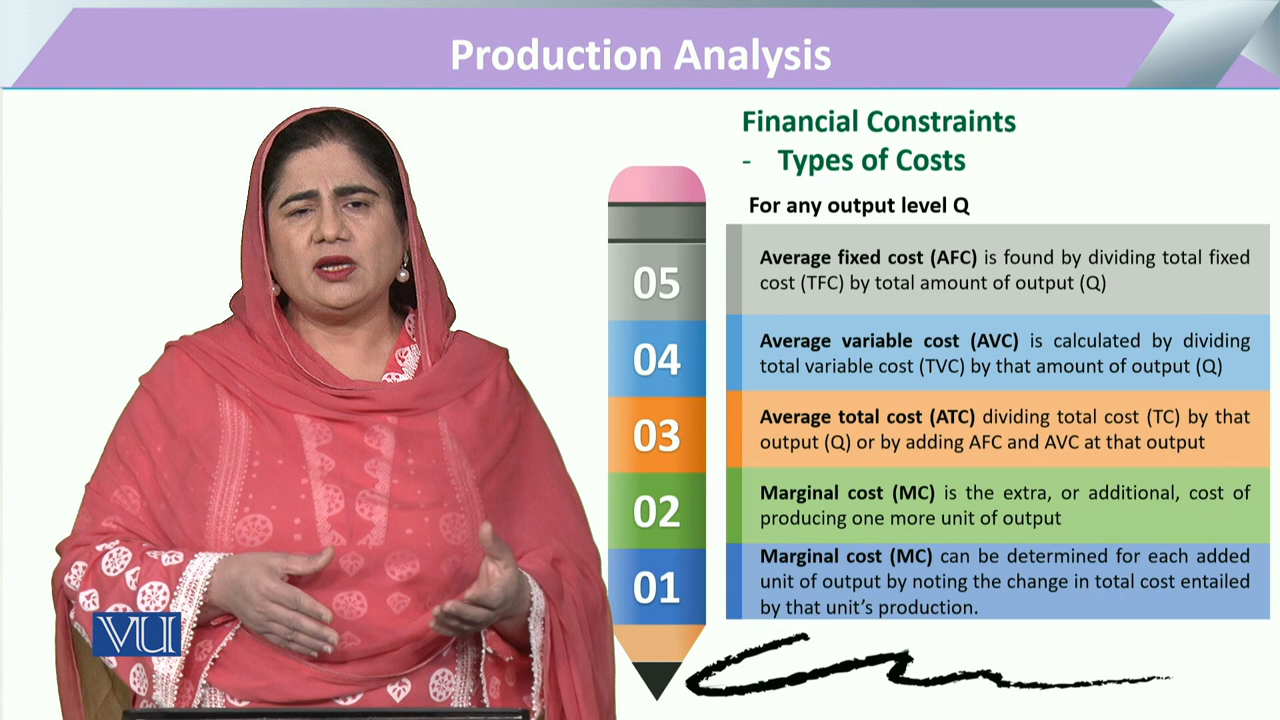 Production Analysis
Financial Constraints
- Types of Costs
For any output level Q
05
Average fixed cost (AFC) is found by dividing total fixed
cost (TFC) by total amount of output (Q)
04
Average variable cost (AVC) is calculated by dividing
total variable cost (TVC) by that amount of output (Q)
03
Average total cost (ATC) dividing total cost (TC) by that
output (Q) or by adding AFC and AVC at that output
02
Marginal cost (MC) is the extra, or additional, cost of
producing one more unit of output
01
Marginal cost (MC) can be determined for each added
unit of output by noting the change in total cost entailed
by that unit’s production.
VU